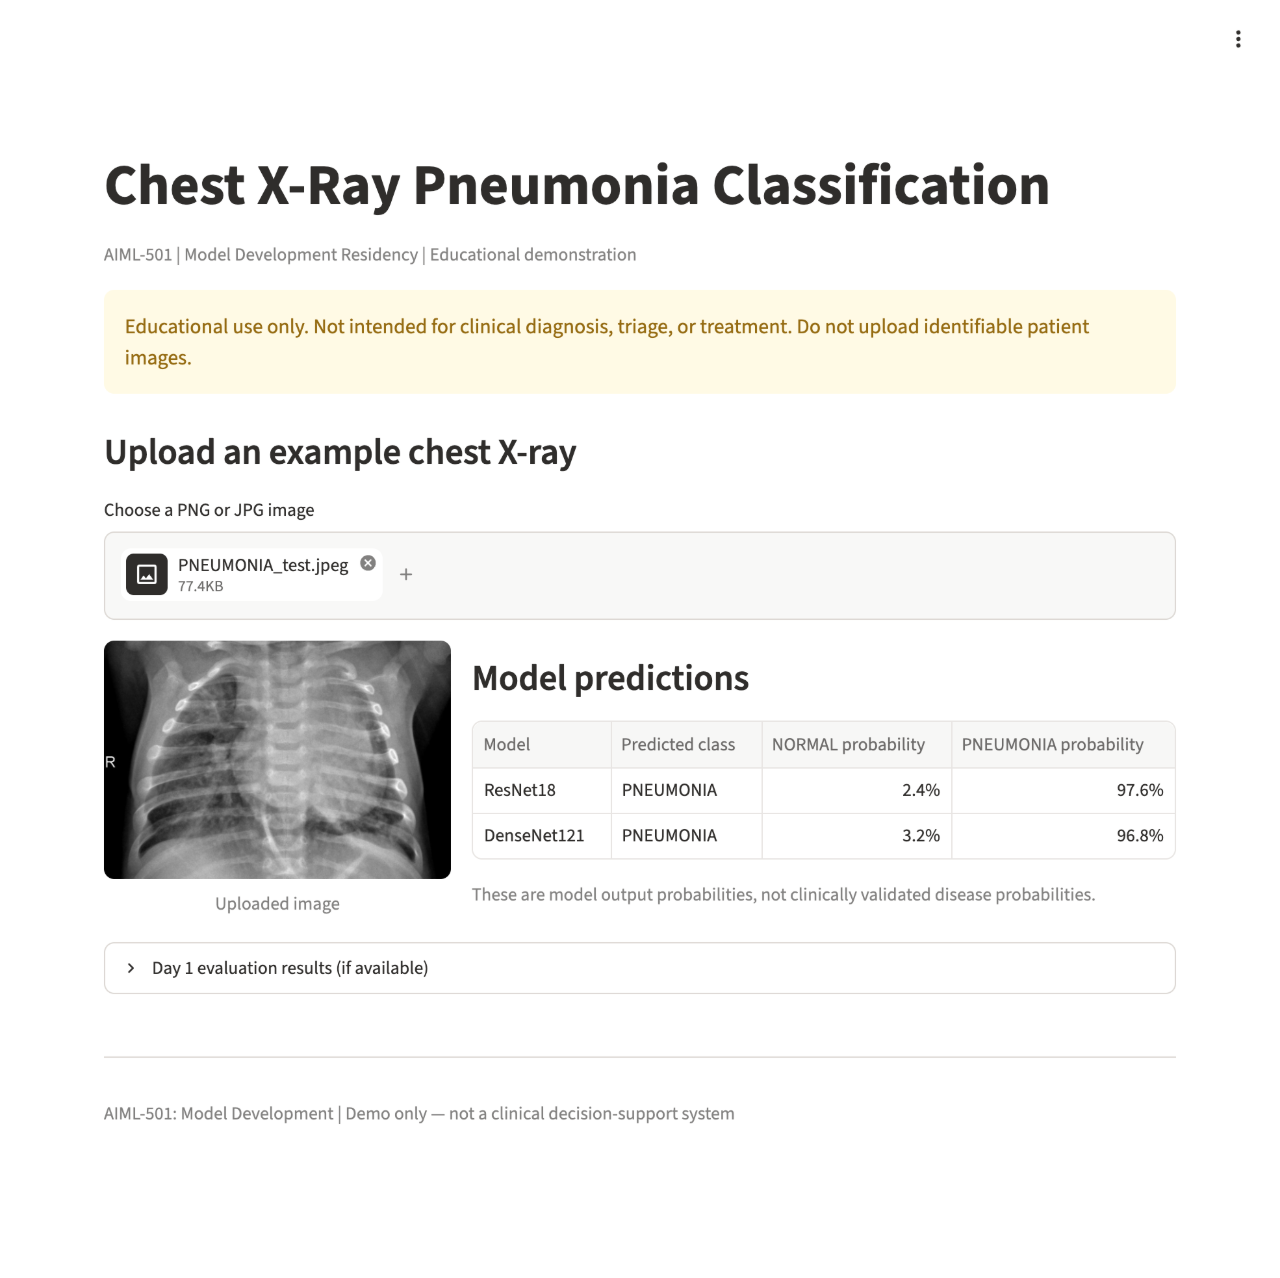 Chest X-Ray Pneumonia Classification
AIML-501 | Model Development Residency | Educational demonstration
Educational use only. Not intended for clinical diagnosis, triage, or treatment. Do not upload identifiable patient
images.
Upload an example chest X-ray
Choose a PNG or JPG image
PNEUMONIA_test.jpeg
77.4KB
R
Uploaded image
Model predictions
Model Predicted class NORMAL probability PNEUMONIA probability
ResNet18 PNEUMONIA 2.4% 97.6%
DenseNet121 PNEUMONIA 3.2% 96.8%
These are model output probabilities, not clinically validated disease probabilities.
Day 1 evaluation results (if available)
AIML-501: Model Development | Demo only — not a clinical decision-support system